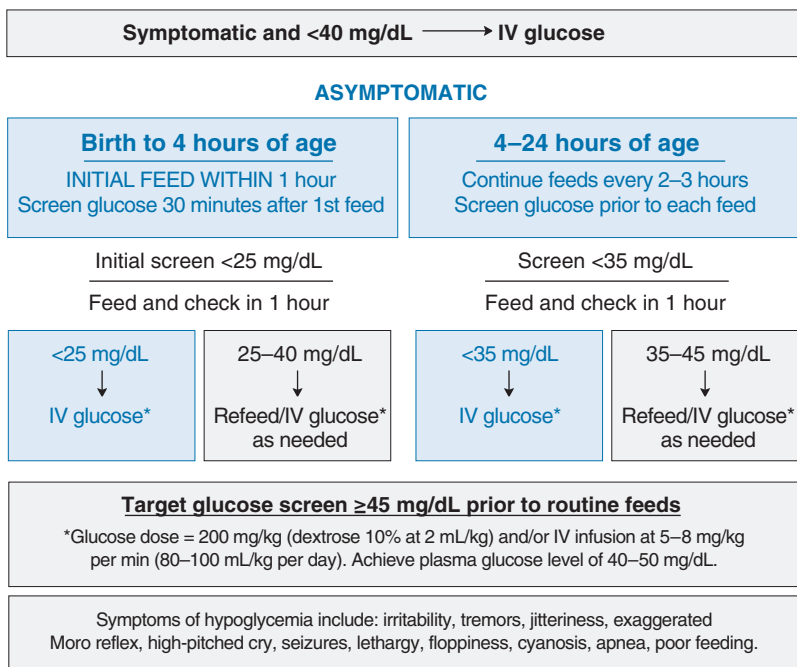 Symptomatic and <40 mg/dL → IV glucose
ASYMPTOMATIC
Birth to 4 hours of age
INITIAL FEED WITHIN 1 hour
Screen glucose 30 minutes after 1st feed
Initial screen <25 mg/dL
Feed and check in 1 hour
<25 mg/dL
↓
IV glucose*
25–40 mg/dL
↓
Refeed/IV glucose*
as needed
4–24 hours of age
Continue feeds every 2–3 hours
Screen glucose prior to each feed
Screen <35 mg/dL
Feed and check in 1 hour
<35 mg/dL
↓
IV glucose*
35–45 mg/dL
↓
Refeed/IV glucose*
as needed
Target glucose screen ≥45 mg/dL prior to routine feeds
*Glucose dose = 200 mg/kg (dextrose 10% at 2 mL/kg) and/or IV infusion at 5–8 mg/kg
per min (80–100 mL/kg per day). Achieve plasma glucose level of 40–50 mg/dL.
Symptoms of hypoglycemia include: irritability, tremors, jitteriness, exaggerated
Moro reflex, high-pitched cry, seizures, lethargy, floppiness, cyanosis, apnea, poor feeding.